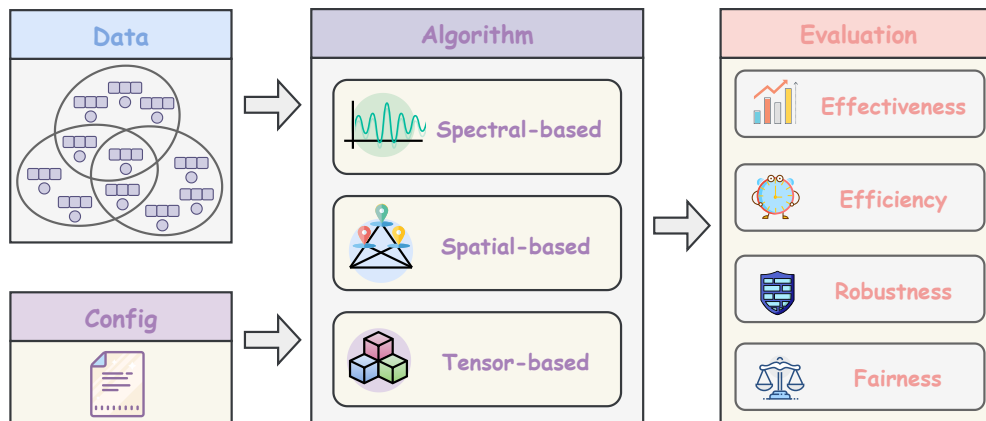 Data
Config
Algorithm
Spectral-based
Spatial-based
Tensor-based
Evaluation
Effectiveness
Efficiency
Robustness
Fairness